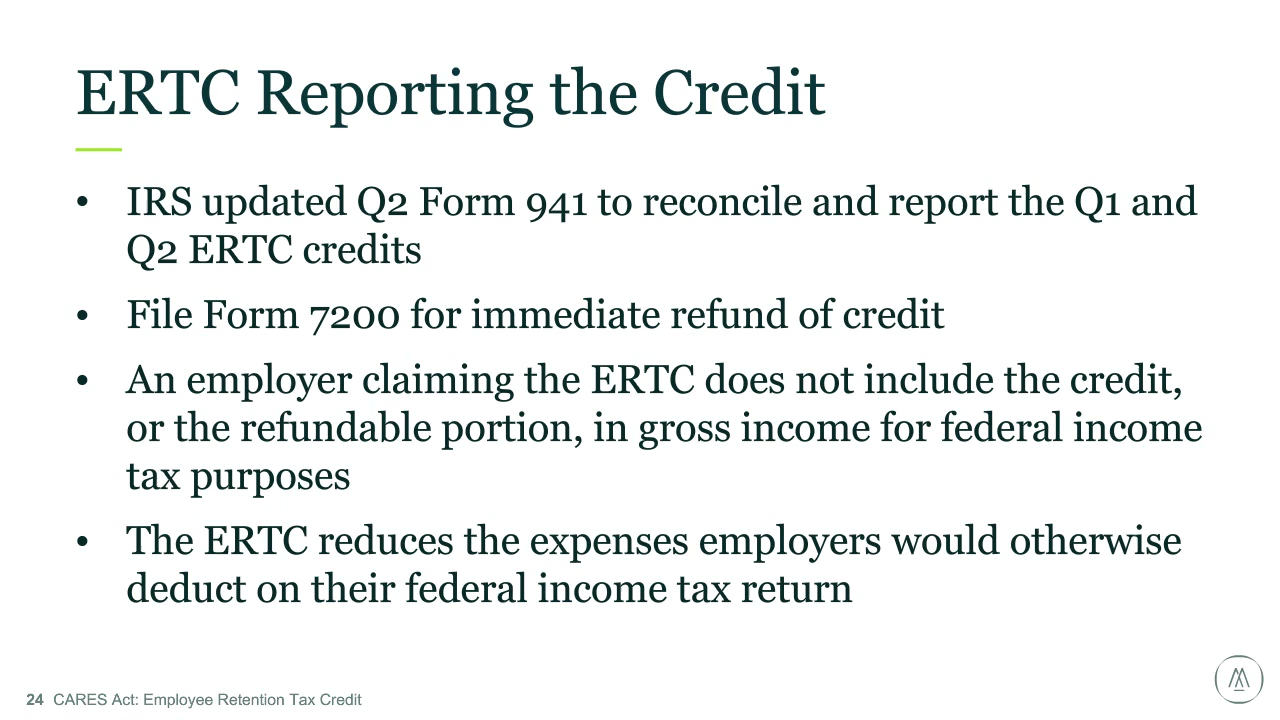 ERTC Reporting the Credit
• IRS updated Q2 Form 941 to reconcile and report the Q1 and
Q2 ERTC credits
• File Form 7200 for immediate refund of credit
• An employer claiming the ERTC does not include the credit,
or the refundable portion, in gross income for federal income
tax purposes
• The ERTC reduces the expenses employers would otherwise
deduct on their federal income tax return
24 CARES Act: Employee Retention Tax Credit